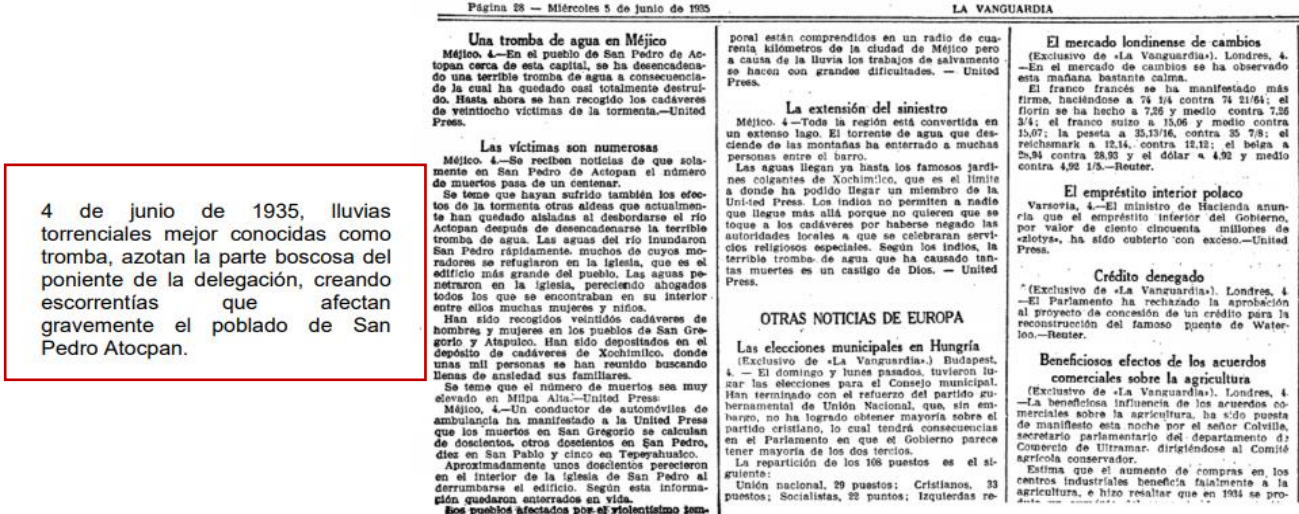 4 de junio de 1935, lluvias
torrenciales mejor conocidas como
tromba, azotan la parte boscosa del
poniente de la delegación, creando
escorrentías que afectan
gravemente el poblado de San
Pedro Atocpan.
Página 28 — Miércoles 5 de junio de 1935
LA VANGUARDIA
Una tromba de agua en Méjico
Méjico. 4.—En el pueblo de San Pedro de Ac-
topan cerca de esta capital, se ha desencadena-
do una terrible tromba de agua a consecuencia-
de la cual ha quedado casi totalmente destruí-
do. Hasta ahora se han recogido los cadáveres
de veintiocho víctimas de la tormenta.—United
Press.
Las víctimas son numerosas
Méjico. 4.—Se reciben noticias de que sola-
mente en San Pedro de Actopan el número
de muertos pasa de un centenar.
Se teme que hayan sufrido también los efec-
tos de la tormenta otras aldeas que actualmen-
te han quedado aisladas al desbordarse el río
Actopan después de desencadenarse la terrible
tromba de agua. Las aguas del río inundaron
San Pedro rápidamente. muchos de cuyos mo-
radores se refugiaron en la iglesia, que es el
edificio más grande del pueblo. Las aguas pe-
netraron en la iglesia, pereciendo ahogados
todos los que se encontraban en su interior
entre ellos muchas mujeres y niños.
Han sido recogidos veintidós cadáveres de
hombres y mujeres en los pueblos de San Gre-
gorio y Atapulco. Han sido depositados en el
depósito de cadáveres de Xochimilco. donde
unas mil personas se han reunido buscando
llenas de ansiedad sus familiares.
Se teme que el número de muertos sea muy
elevado en Milpa Alta.—United Press:
Méjico, 4.—Un conductor de automóviles de
ambulancia ha manifestado a la United Press
que los muertos en San Gregorio se calculan
de doscientos. otros doscientos en San Pedro,
diez en San Pablo y cinco en Tepeyahualco.
Aproximadamente unos doscientos perecieron
en el interior de la iglesia de San Pedro al
derrumbarse el edificio. Según esta informa-
ción quedaron enterrados en vida.
Los pueblos afectados por el violentísimo tem-
poral están comprendidos en un radio de cua-
renta kilómetros de la ciudad de Méjico pero
a causa de la lluvia los trabajos de salvamento
se hacen con grandes dificultades. — United
Press.
La extensión del siniestro
Méjico. 4 —Toda la región está convertida en
un extenso lago. El torrente de agua que des-
ciende de las montañas ha enterrado a muchas
personas entre el barro.
Las aguas llegan ya hasta los famosos jardi-
nes colgantes de Xochimilco, que es el límite
a donde ha podido llegar un miembro de la
Uni-ted Press. Los indios no permiten a nadie
que llegue más allá porque no quieren que se
toque a los cadáveres por haberse negado las
autoridades locales a que se celebraran servi-
cios religiosos especiales. Según los indios, la
terrible tromba de agua que ha causado tan-
tas muertes es un castigo de Dios. — United
Press.
OTRAS NOTICIAS DE EUROPA
Las elecciones municipales en Hungría
(Exclusivo de «La Vanguardia».) Budapest,
4. — El domingo y lunes pasados, tuvieron lu-
gar las elecciones para el Consejo municipal.
Han terminado con el refuerzo del partido gu-
bernamental de Unión Nacional, que, sin em-
bargo, no ha logrado obtener mayoría sobre el
partido cristiano, lo cual tendrá consecuencias
en el Parlamento en que el Gobierno parece
tener mayoría de los dos tercios.
La repartición de los 108 puestos es el si-
guiente:
Unión nacional, 29 puestos; Cristianos, 33
puestos; Socialistas, 22 puntos; Izquierdas re-
El mercado londinense de cambios
(Exclusivo de «La Vanguardia».) Londres, 4.
—En el mercado de cambios se ha observado
esta mañana bastante calma.
El franco francés se ha manifestado más
firme, haciéndose a 74 1/4 contra 74 21/64; el
florín se ha hecho a 7,26 y medio contra 7,26
3/4; el franco suizo a 15,06 y medio contra
15,07; la peseta a 35,13/16, contra 35 7/8; el
reichsmark a 12,14, contra 12,12; el belga a
28,94 contra 28,93 y el dólar a 4,92 y medio
contra 4,92 1/5.—Reuter.
El empréstito interior polaco
Varsovia, 4.—El ministro de Hacienda anun-
cia que el empréstito interior del Gobierno,
por valor de ciento cincuenta millones de
«zlotys», ha sido cubierto con exceso.—United
Press.
Crédito denegado
(Exclusivo de «La Vanguardia». Londres, 4
—El Parlamento ha rechazado la aprobación
al proyecto de concesión de un crédito para la
reconstrucción del famoso puente de Water-
loo.—Reuter.
Beneficiosos efectos de los acuerdos
comerciales sobre la agricultura
(Exclusivo de «La Vanguardia». Londres, 4
—La beneficiosa influencia de los acuerdos co-
merciales sobre la agricultura, ha sido puesta
de manifiesto esta noche por el señor Colville,
secretario parlamentario del departamento de
Comercio de Ultramar. dirigiéndose al Comité
agrícola conservador.
Estima que el aumento de compras en los
centros industriales beneficia fatalmente a la
agricultura, e hizo resaltar que en 1934 se pro-